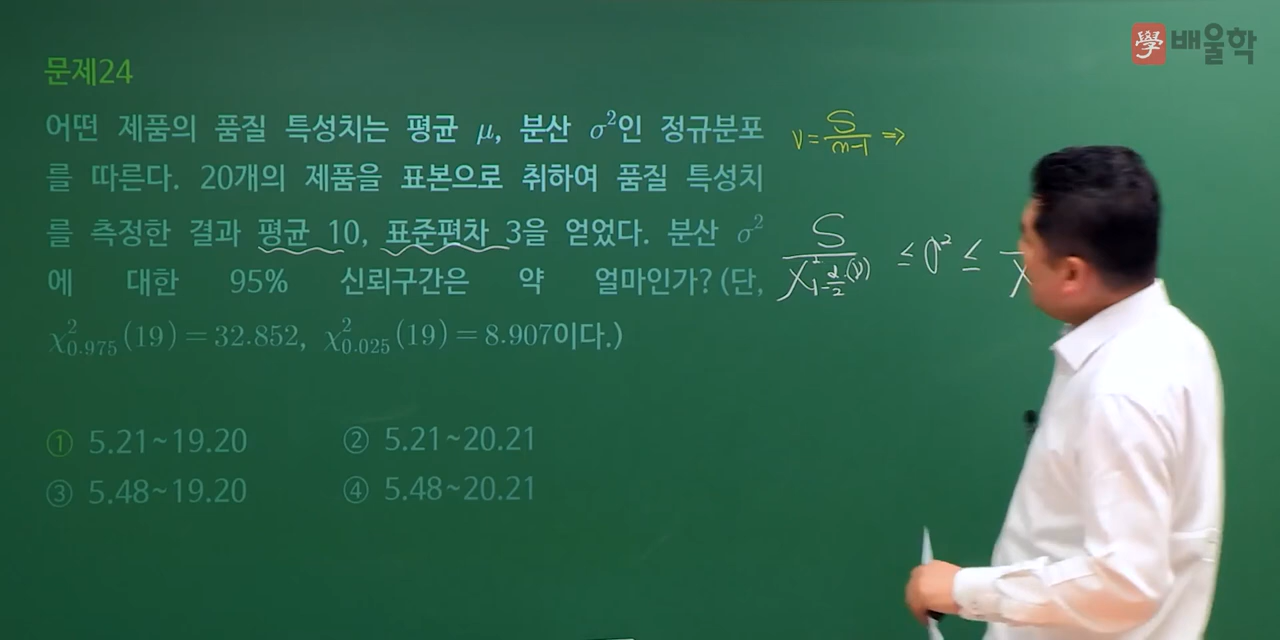 學 배울학
문제24
어떤 제품의 품질 특성치는 평균 μ, 분산 σ²인 정규분포
를 따른다. 20개의 제품을 표본으로 취하여 품질 특성치
를 측정한 결과 평균 10, 표준편차 3을 얻었다. 분산 σ²
에 대한 95% 신뢰구간은 약 얼마인가? (단,
χ²₀.₉₇₅(19)=32.852, χ²₀.₀₂₅(19)=8.907이다.)
① 5.21~19.20 ② 5.21~20.21
③ 5.48~19.20 ④ 5.48~20.21
V = S/(n-1) ⇒
S/χ²_{1-α/2}(ν) ≤ σ² ≤
χ